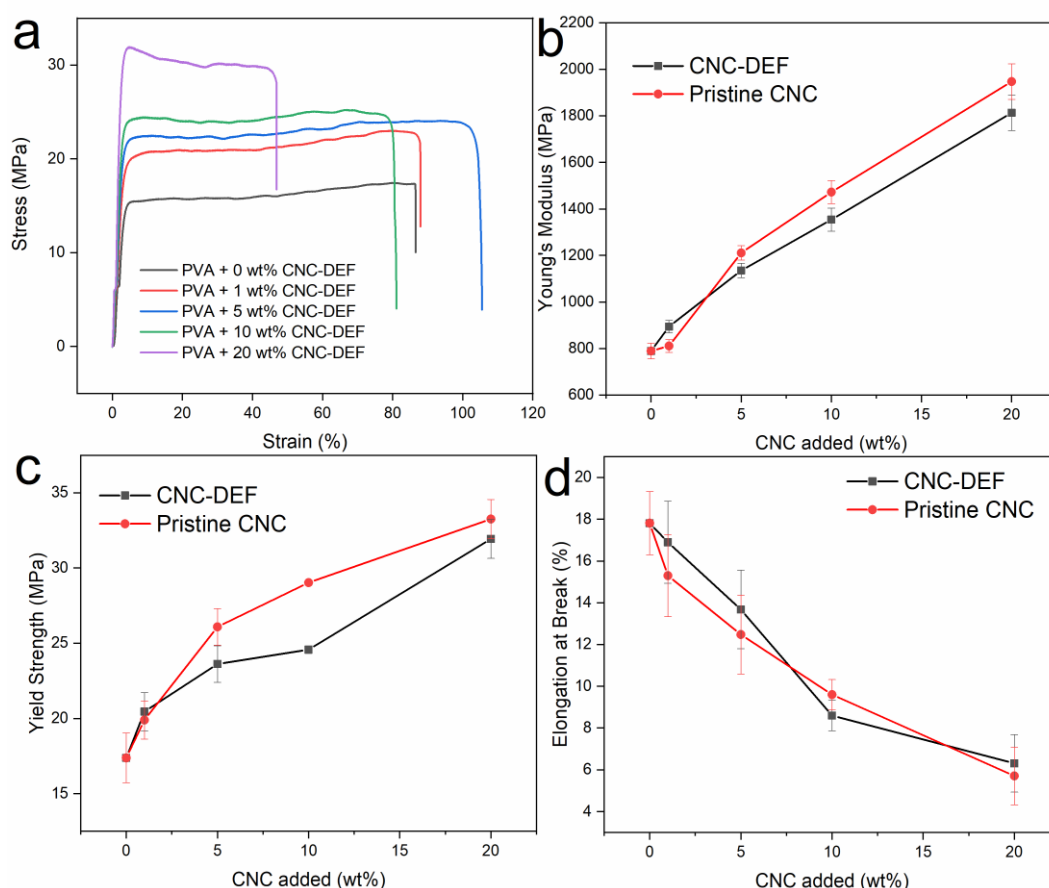 a
Stress (MPa)
30
20
10
0
PVA + 0 wt% CNC-DEF
PVA + 1 wt% CNC-DEF
PVA + 5 wt% CNC-DEF
PVA + 10 wt% CNC-DEF
PVA + 20 wt% CNC-DEF
0 20 40 60 80 100 120
Strain (%)
b
CNC-DEF
Pristine CNC
Young's Modulus (MPa)
2200
2000
1800
1600
1400
1200
1000
800
600
0 5 10 15 20
CNC added (wt%)
c
CNC-DEF
Pristine CNC
Yield Strength (MPa)
35
30
25
20
15
0 5 10 15 20
CNC added (wt%)
d
CNC-DEF
Pristine CNC
Elongation at Break (%)
20
18
16
14
12
10
8
6
4
0 5 10 15 20
CNC added (wt%)